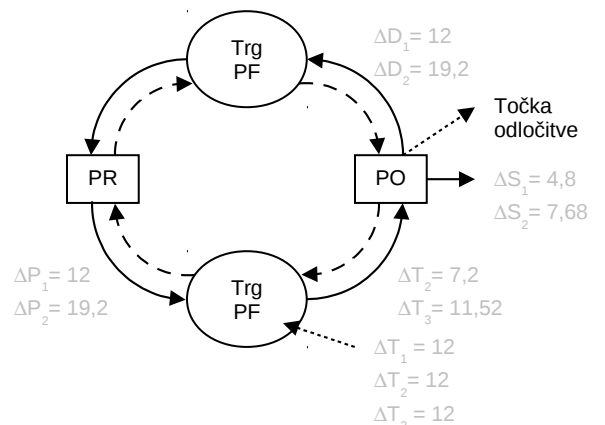 Trg
PF
ΔD₁= 12
ΔD₂= 19,2
Točka
odločitve
PR
PO
ΔS₁= 4,8
ΔS₂= 7,68
ΔP₁= 12
ΔP₂= 19,2
Trg
PF
ΔT₂= 7,2
ΔT₃= 11,52
ΔT₁ = 12
ΔT₂= 12
ΔT₃= 12